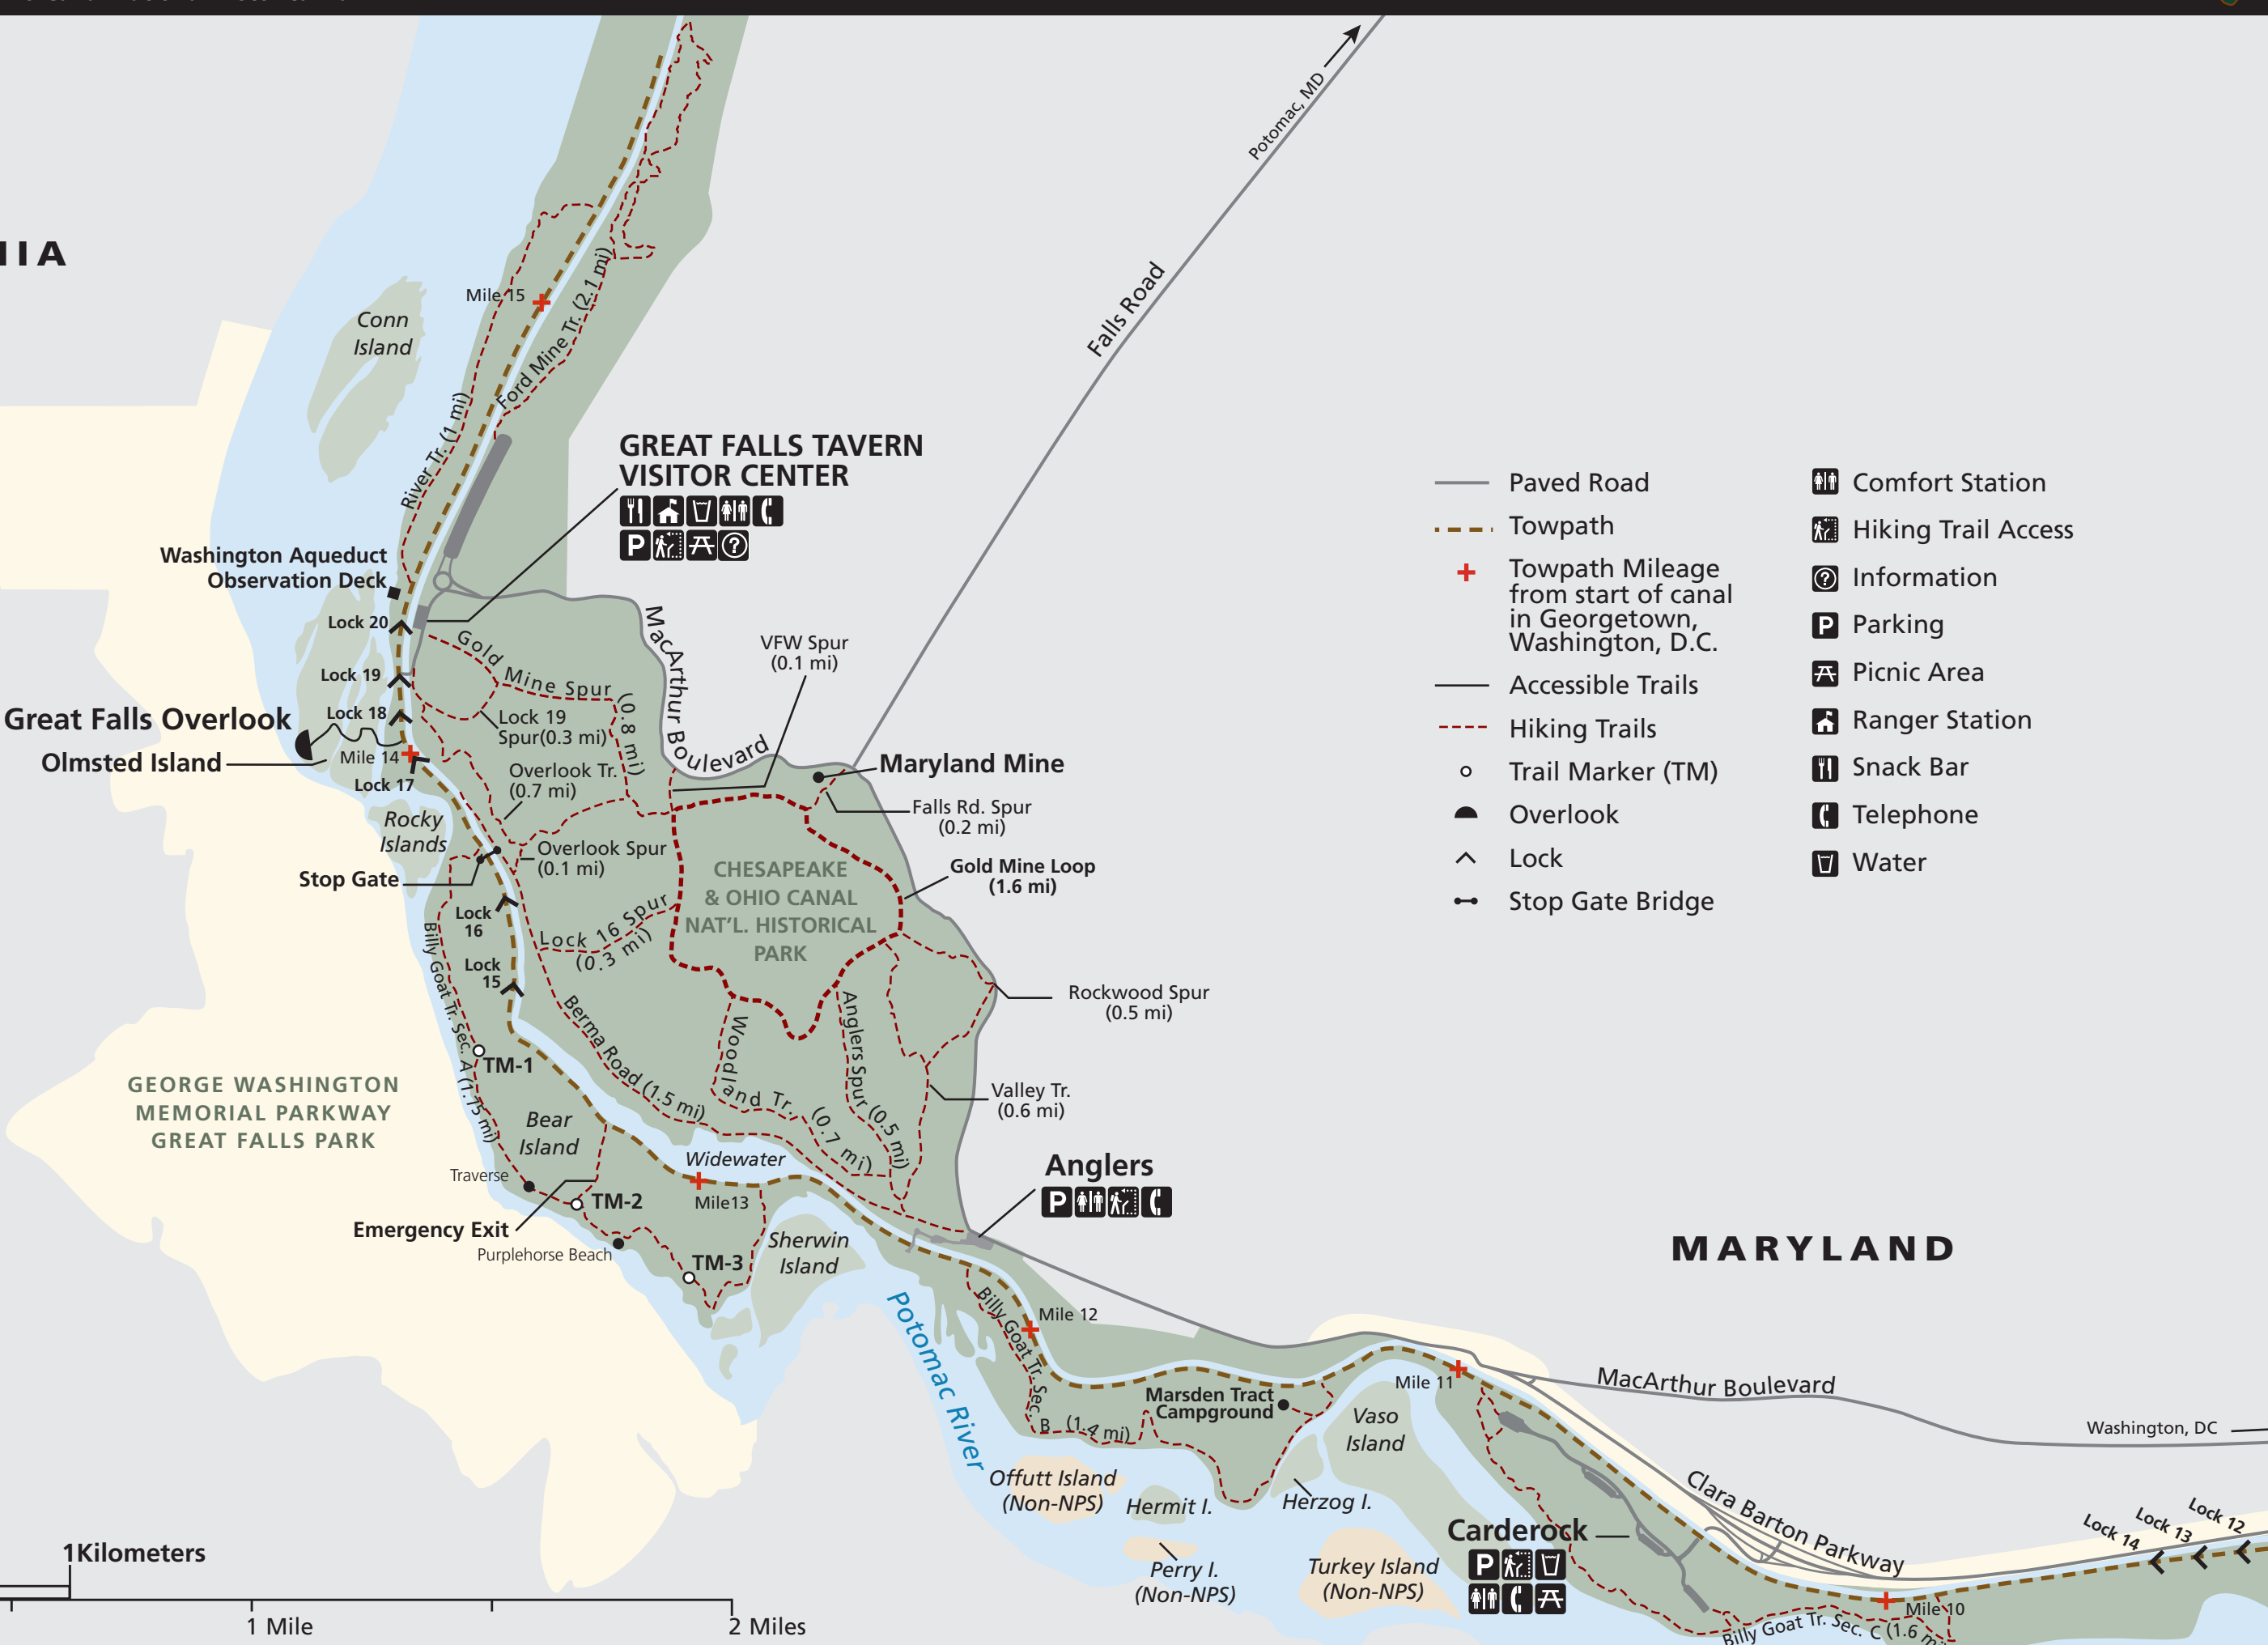 IIA
Potomac, MD
Falls Road
Mile 15
Conn
Island
Ford Mine Tr. (2.1 mi)
River Tr. (1 mi)
GREAT FALLS TAVERN
VISITOR CENTER
P
?
Washington Aqueduct
Observation Deck
Lock 20
Lock 19
Lock 18
Great Falls Overlook
Olmsted Island
Mile 14
Lock 17
Gold Mine Spur
(0.8 mi)
MacArthur Boulevard
VFW Spur
(0.1 mi)
Lock 19
Spur(0.3 mi)
Overlook Tr.
(0.7 mi)
Maryland Mine
Falls Rd. Spur
(0.2 mi)
Rocky
Islands
Overlook Spur
(0.1 mi)
Stop Gate
CHESAPEAKE
& OHIO CANAL
NAT'L. HISTORICAL
PARK
Gold Mine Loop
(1.6 mi)
Lock
16
Lock 16 Spur
(0.3 mi)
Lock
15
Billy Goat Tr. Sec. A (1.75 mi)
Rockwood Spur
(0.5 mi)
Berma Road (1.5 mi)
Woodland Tr.
(0.7 mi)
Anglers Spur (0.5 mi)
TM-1
Valley Tr.
(0.6 mi)
GEORGE WASHINGTON
MEMORIAL PARKWAY
GREAT FALLS PARK
Bear
Island
Widewater
Traverse
TM-2
Mile13
Anglers
P
Emergency Exit
Purplehorse Beach
TM-3
Sherwin
Island
MARYLAND
Potomac River
Billy Goat Tr. Sec.
B (1.4 mi)
Mile 12
Marsden Tract
Campground
Mile 11
MacArthur Boulevard
Vaso
Island
Washington, DC
Offutt Island
(Non-NPS)
Hermit I.
Herzog I.
Clara Barton Parkway
Carderock
P
Lock 14
Lock 13
Lock 12
Perry I.
(Non-NPS)
Turkey Island
(Non-NPS)
Mile 10
Billy Goat Tr. Sec. C (1.6
1Kilometers
1 Mile
2 Miles
Paved Road
Towpath
Towpath Mileage
from start of canal
in Georgetown,
Washington, D.C.
Accessible Trails
Hiking Trails
Trail Marker (TM)
Overlook
Lock
Stop Gate Bridge
Comfort Station
Hiking Trail Access
? Information
P Parking
Picnic Area
Ranger Station
Snack Bar
Telephone
Water